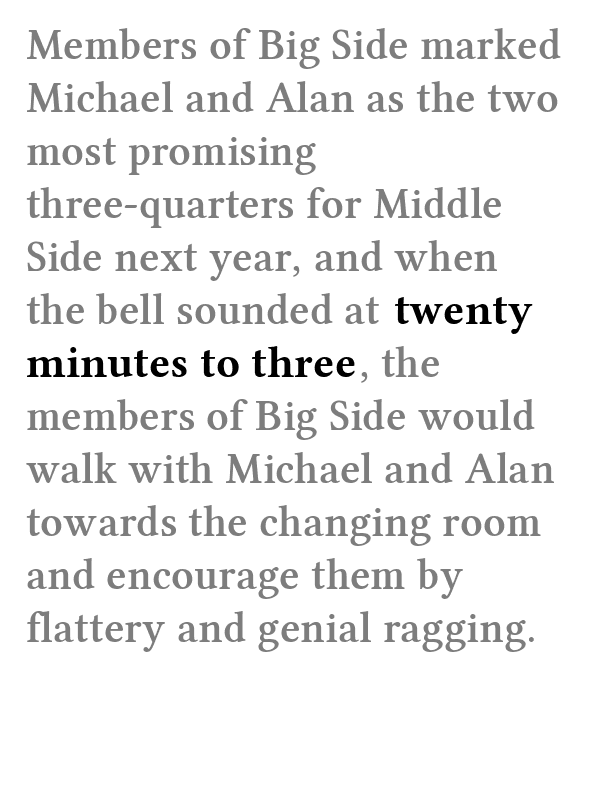 Members of Big Side marked
Michael and Alan as the two
most promising
three-quarters for Middle
Side next year, and when
the bell sounded at twenty
minutes to three, the
members of Big Side would
walk with Michael and Alan
towards the changing room
and encourage them by
flattery and genial ragging.